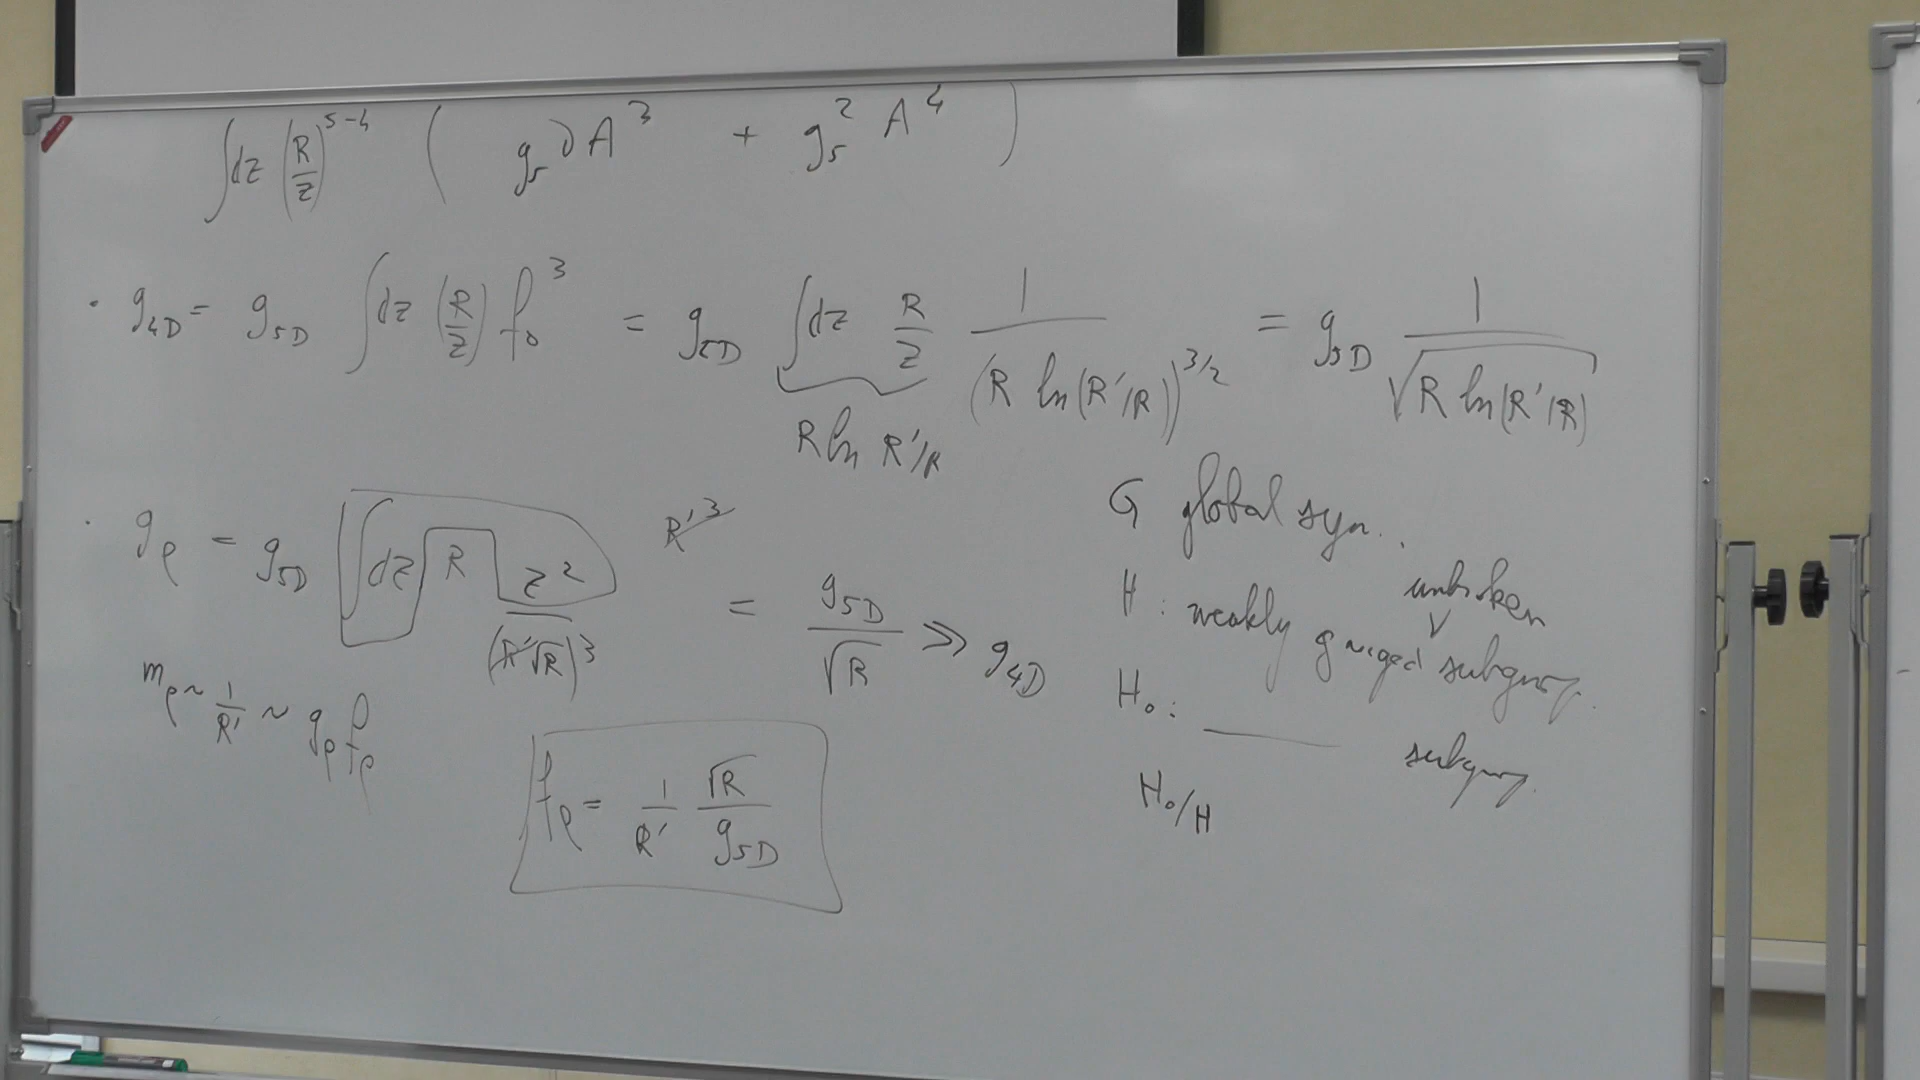 ∫dz (R/z)^{5-4} ( g_5 ∂A^3 + g_5^2 A^4 )
· g_{4D} = g_{5D} ∫dz (R/z) f_0^3 = g_{5D} ∫dz R/z 1/(R ln(R'/R))^{3/2} = g_{5D} 1/√(R ln(R'/R))
R ln R'/R
· g_ρ = g_{5D} ∫dz R z^2/(R'√R)^3 R'^3 = g_{5D}/√R ≫ g_{4D}
m_ρ ~ 1/R' ~ g_ρ f_ρ
f_ρ = 1/R' √R/g_{5D}
G global sym.
unbroken
H : weakly gauged subgroup.
H_0 : ——— subgroup.
H_0/H